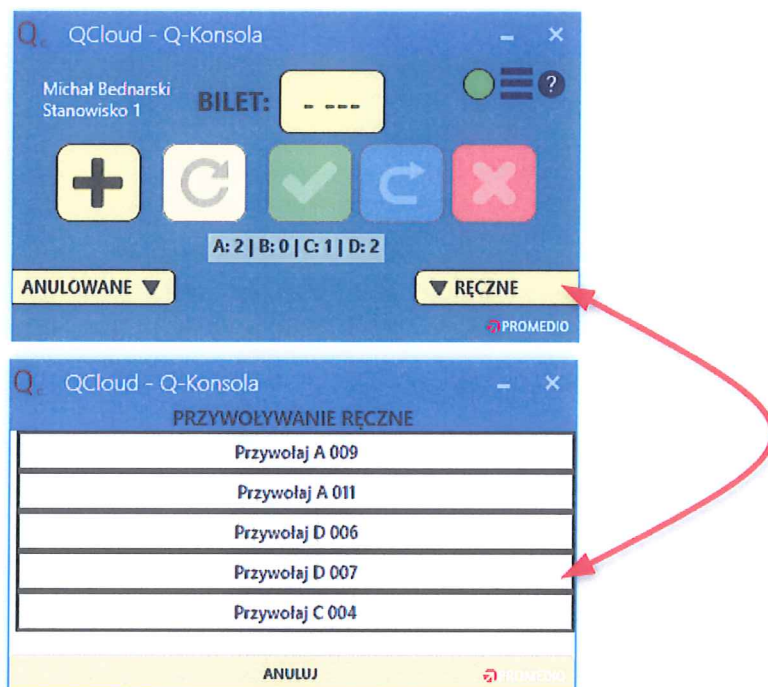 QCloud - Q-Konsola
Michał Bednarski
Stanowisko 1
BILET: - ---
?
A: 2 | B: 0 | C: 1 | D: 2
ANULOWANE ▼
▼ RĘCZNE
PROMEDIO
QCloud - Q-Konsola
PRZYWOŁYWANIE RĘCZNE
Przywołaj A 009
Przywołaj A 011
Przywołaj D 006
Przywołaj D 007
Przywołaj C 004
ANULUJ
PROMEDIO